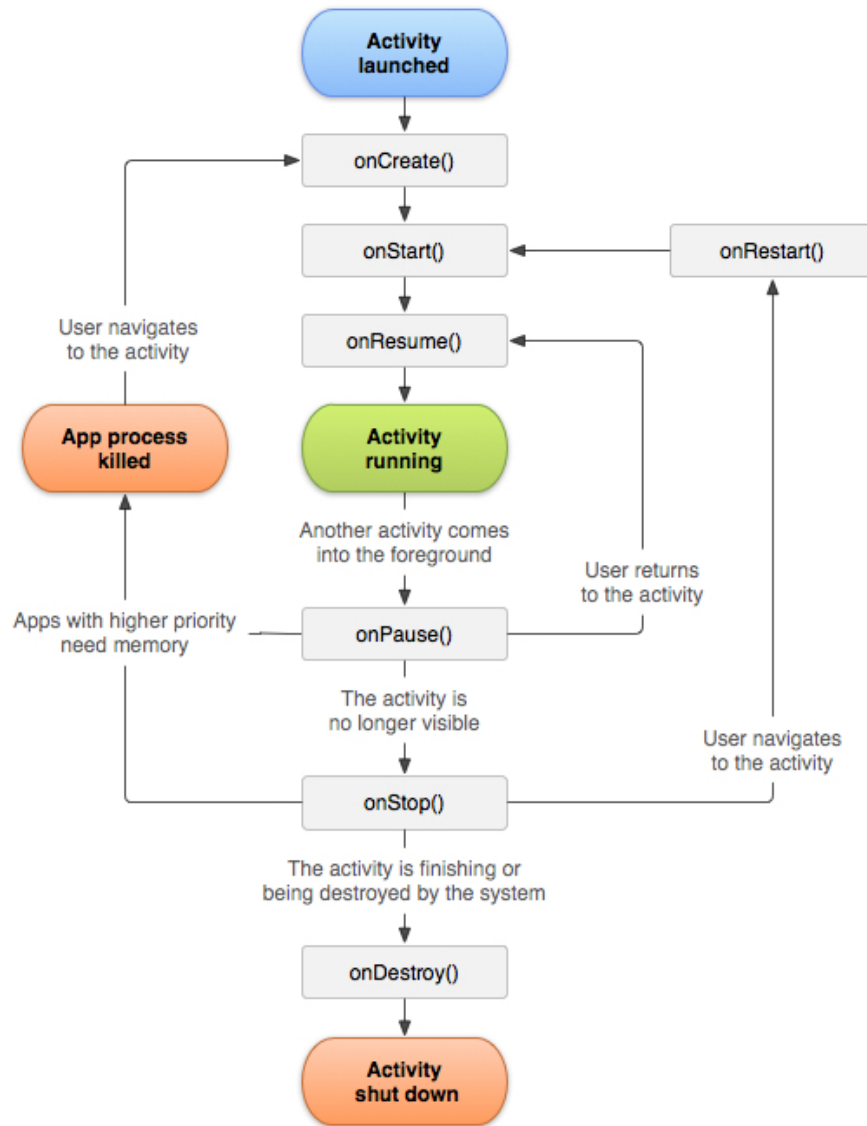 Activity
launched
onCreate()
onStart()
onRestart()
onResume()
User navigates
to the activity
App process
killed
Activity
running
Another activity comes
into the foreground
User returns
to the activity
Apps with higher priority
need memory
onPause()
The activity is
no longer visible
User navigates
to the activity
onStop()
The activity is finishing or
being destroyed by the system
onDestroy()
Activity
shut down